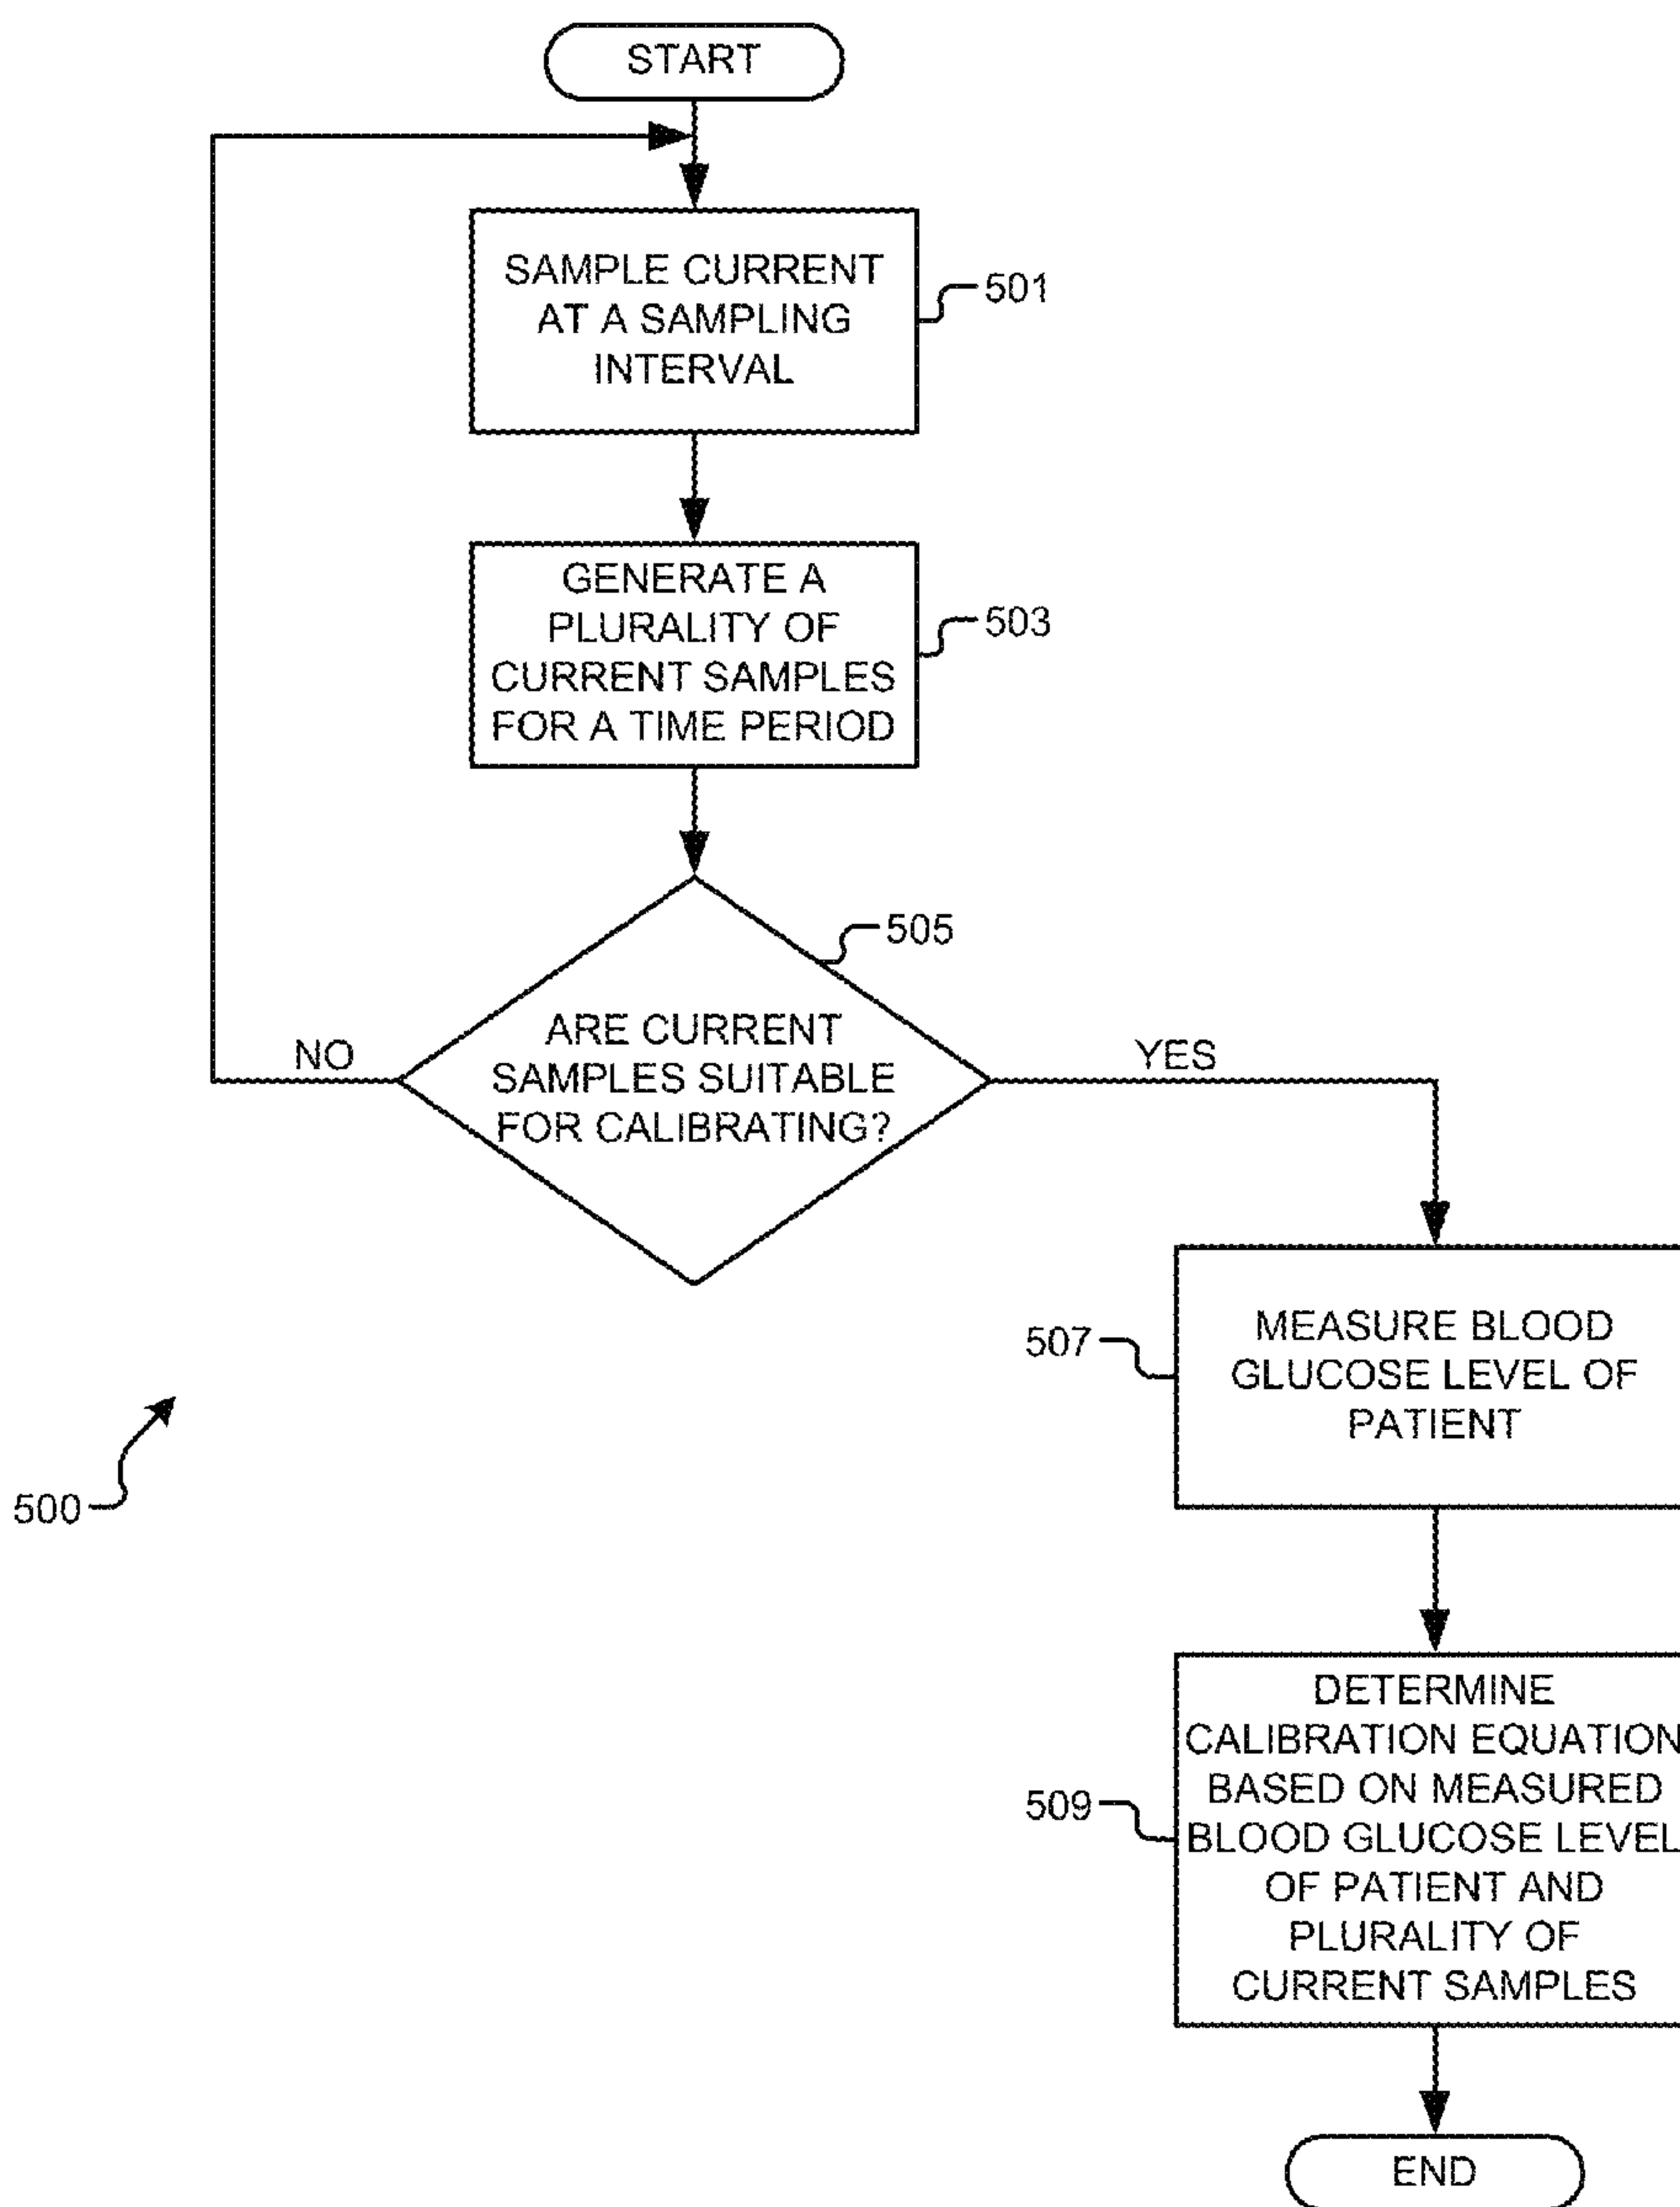 START
SAMPLE CURRENT
AT A SAMPLING
INTERVAL
501
GENERATE A
PLURALITY OF
CURRENT SAMPLES
FOR A TIME PERIOD
503
505
ARE CURRENT
SAMPLES SUITABLE
FOR CALIBRATING?
NO
YES
507
MEASURE BLOOD
GLUCOSE LEVEL OF
PATIENT
500
509
DETERMINE
CALIBRATION EQUATION
BASED ON MEASURED
BLOOD GLUCOSE LEVEL
OF PATIENT AND
PLURALITY OF
CURRENT SAMPLES
END